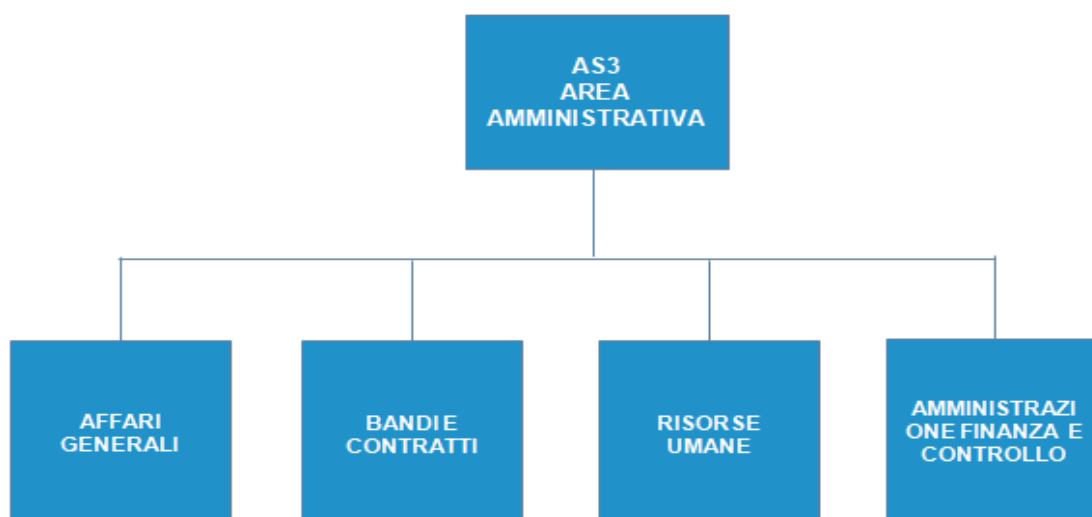 AS3
AREA
AMMINISTRATIVA
AFFARI
GENERALI
BANDI E
CONTRATTI
RISORSE
UMANE
AMMINISTRAZI
ONE FINANZA E
CONTROLLO